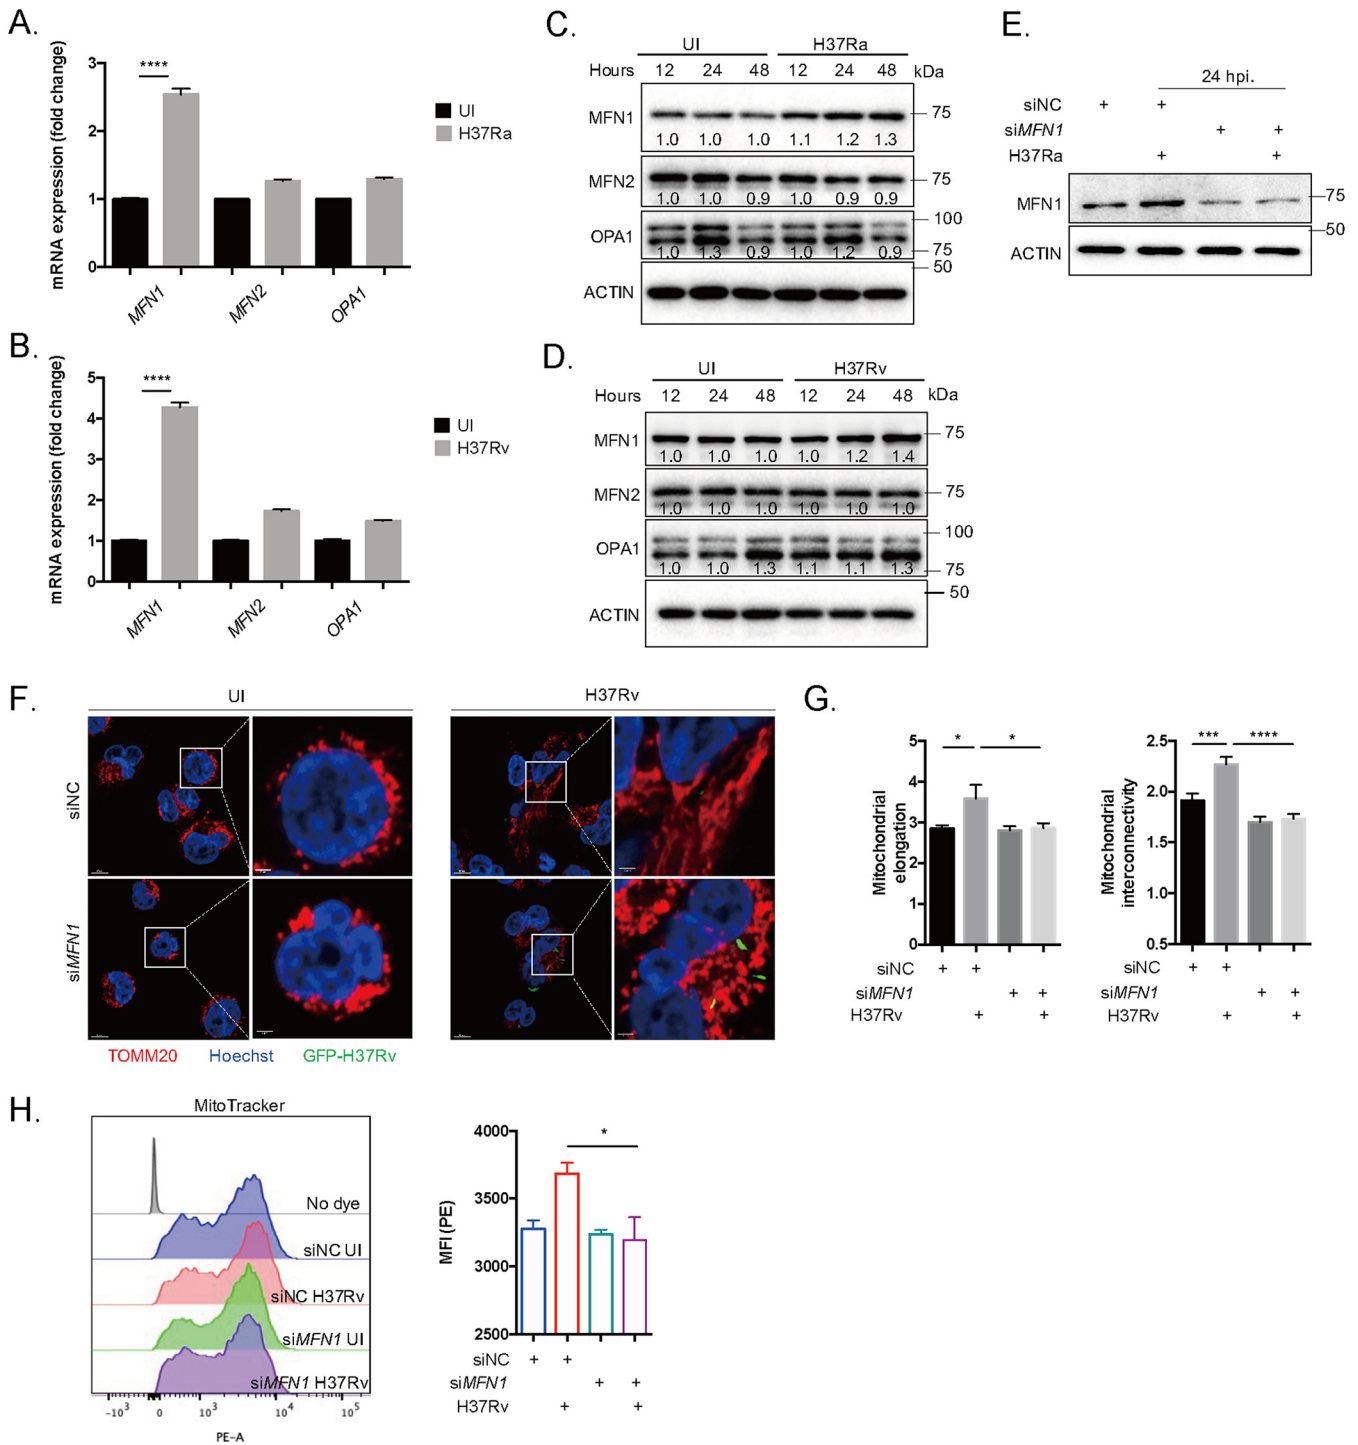 A.
mRNA expression (fold change)
3
2
1
0
****
MFN1
MFN2
OPA1
UI
H37Ra
B.
mRNA expression (fold change)
5
4
3
2
1
0
****
MFN1
MFN2
OPA1
UI
H37Rv
C.
UI H37Ra
Hours 12 24 48 12 24 48 kDa
MFN1 75
1.0 1.0 1.0 1.1 1.2 1.3
MFN2 75
1.0 1.0 0.9 1.0 0.9 0.9
100
OPA1
1.0 1.3 0.9 1.0 1.2 0.9 75
50
ACTIN
D.
UI H37Rv
Hours 12 24 48 12 24 48 kDa
MFN1 75
1.0 1.0 1.0 1.0 1.2 1.4
MFN2 75
1.0 1.0 1.0 1.0 1.0 1.0
100
OPA1
1.0 1.0 1.3 1.1 1.1 1.3 75
50
ACTIN
E.
24 hpi.
siNC + +
siMFN1 + +
H37Ra + +
MFN1 75
50
ACTIN
F.
UI H37Rv
siNC
siMFN1
TOMM20 Hoechst GFP-H37Rv
G.
Mitochondrial
elongation
5
4
3
2
1
0
* *
siNC + +
siMFN1 + +
H37Rv + +
Mitochondrial
interconnectivity
2.5
2.0
1.5
1.0
0.5
*** ****
siNC + +
siMFN1 + +
H37Rv + +
H.
MitoTracker
No dye
siNC UI
siNC H37Rv
siMFN1 UI
siMFN1 H37Rv
-10³ 0 10³ 10⁴ 10⁵
PE-A
MFI (PE)
4000
3500
3000
2500
*
siNC + +
siMFN1 + +
H37Rv + +